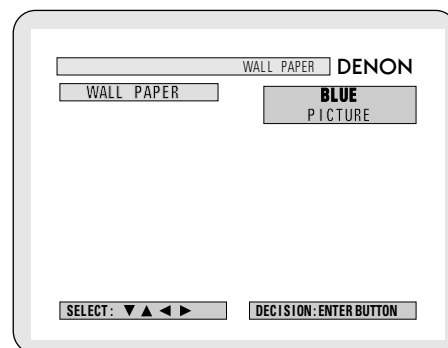 WALL PAPER DENON
WALL PAPER BLUE
PICTURE
SELECT: ▼ ▲ ◄ ► DECISION: ENTER BUTTON